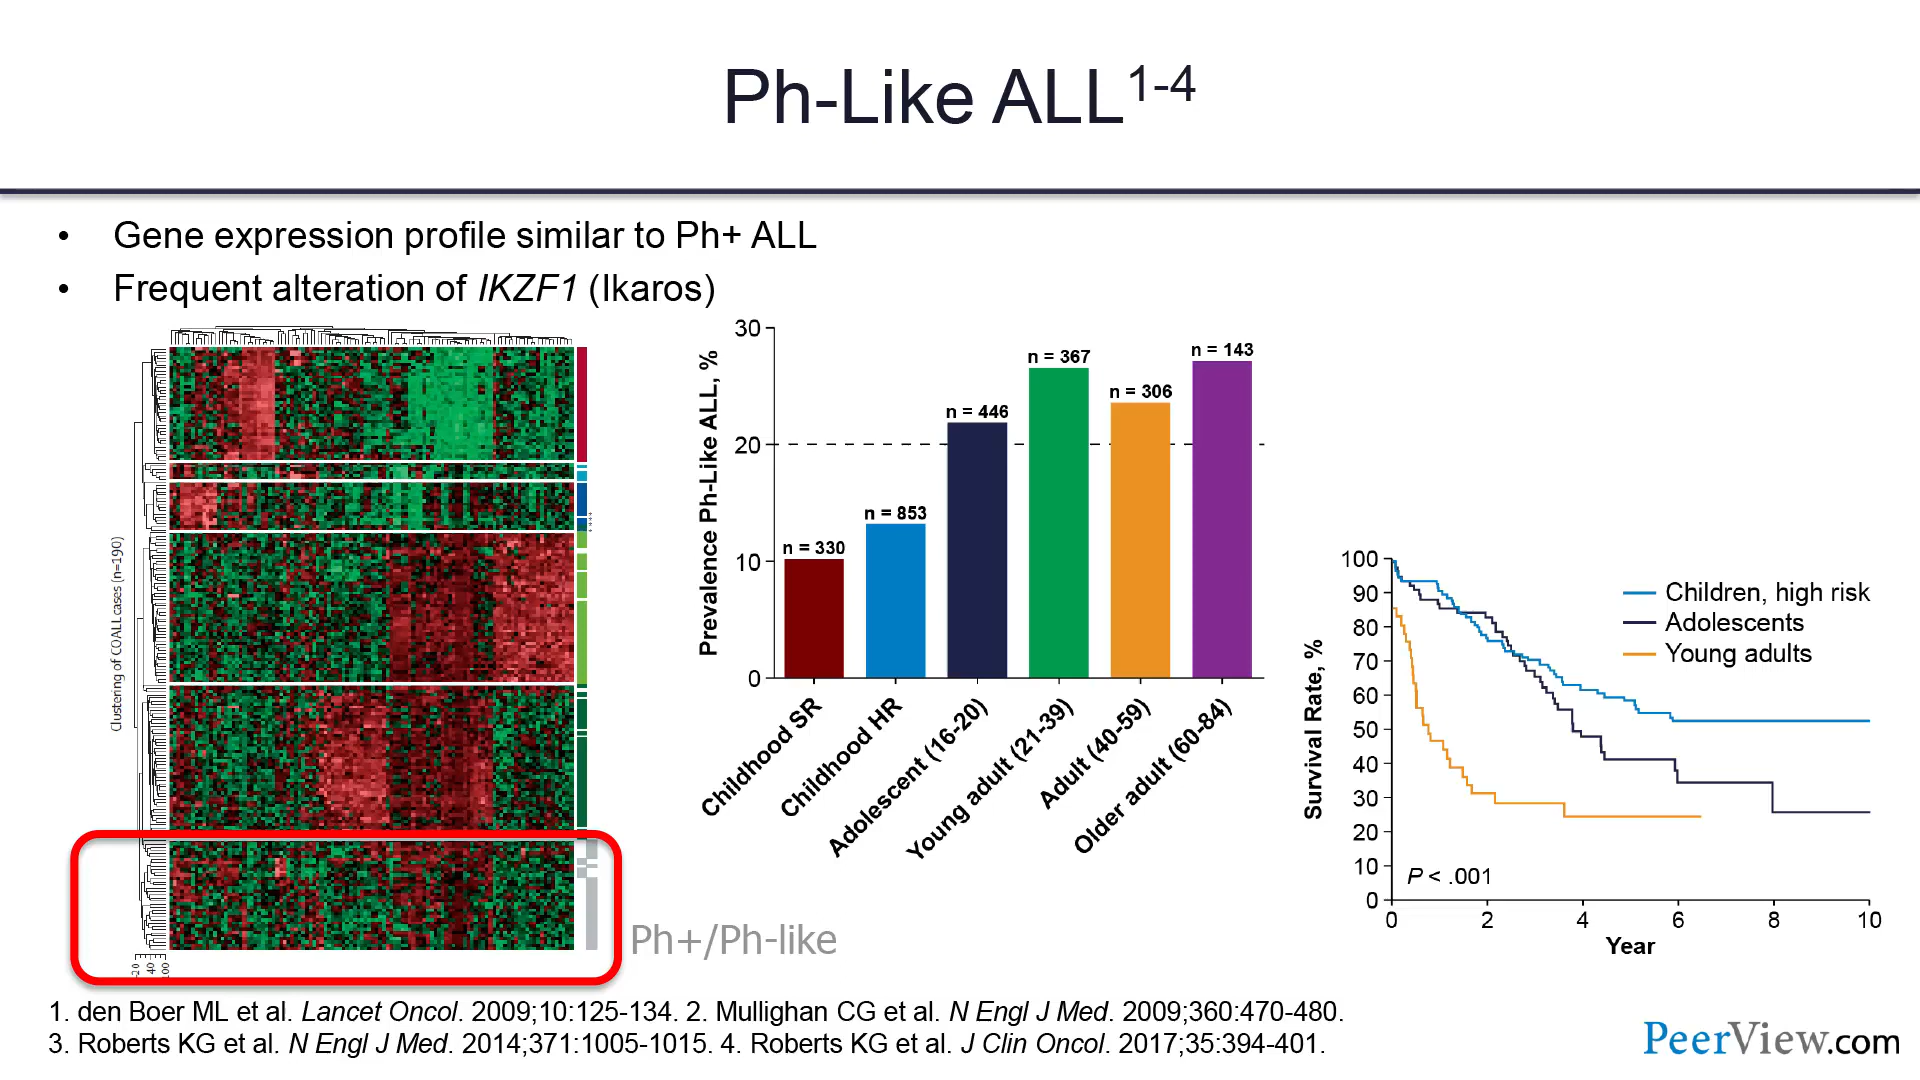 Ph-Like ALL1-4
• Gene expression profile similar to Ph+ ALL
• Frequent alteration of IKZF1 (Ikaros)
Clustering of COALL cases (n=190)
20
40
100
Ph+/Ph-like
Prevalence Ph-Like ALL, %
30
20
10
0
n = 330
n = 853
n = 446
n = 367
n = 306
n = 143
Childhood SR
Childhood HR
Adolescent (16-20)
Young adult (21-39)
Adult (40-59)
Older adult (60-84)
Survival Rate, %
100
90
80
70
60
50
40
30
20
10
0
Children, high risk
Adolescents
Young adults
P < .001
0 2 4 6 8 10
Year
1. den Boer ML et al. Lancet Oncol. 2009;10:125-134. 2. Mullighan CG et al. N Engl J Med. 2009;360:470-480.
3. Roberts KG et al. N Engl J Med. 2014;371:1005-1015. 4. Roberts KG et al. J Clin Oncol. 2017;35:394-401.
PeerView.com